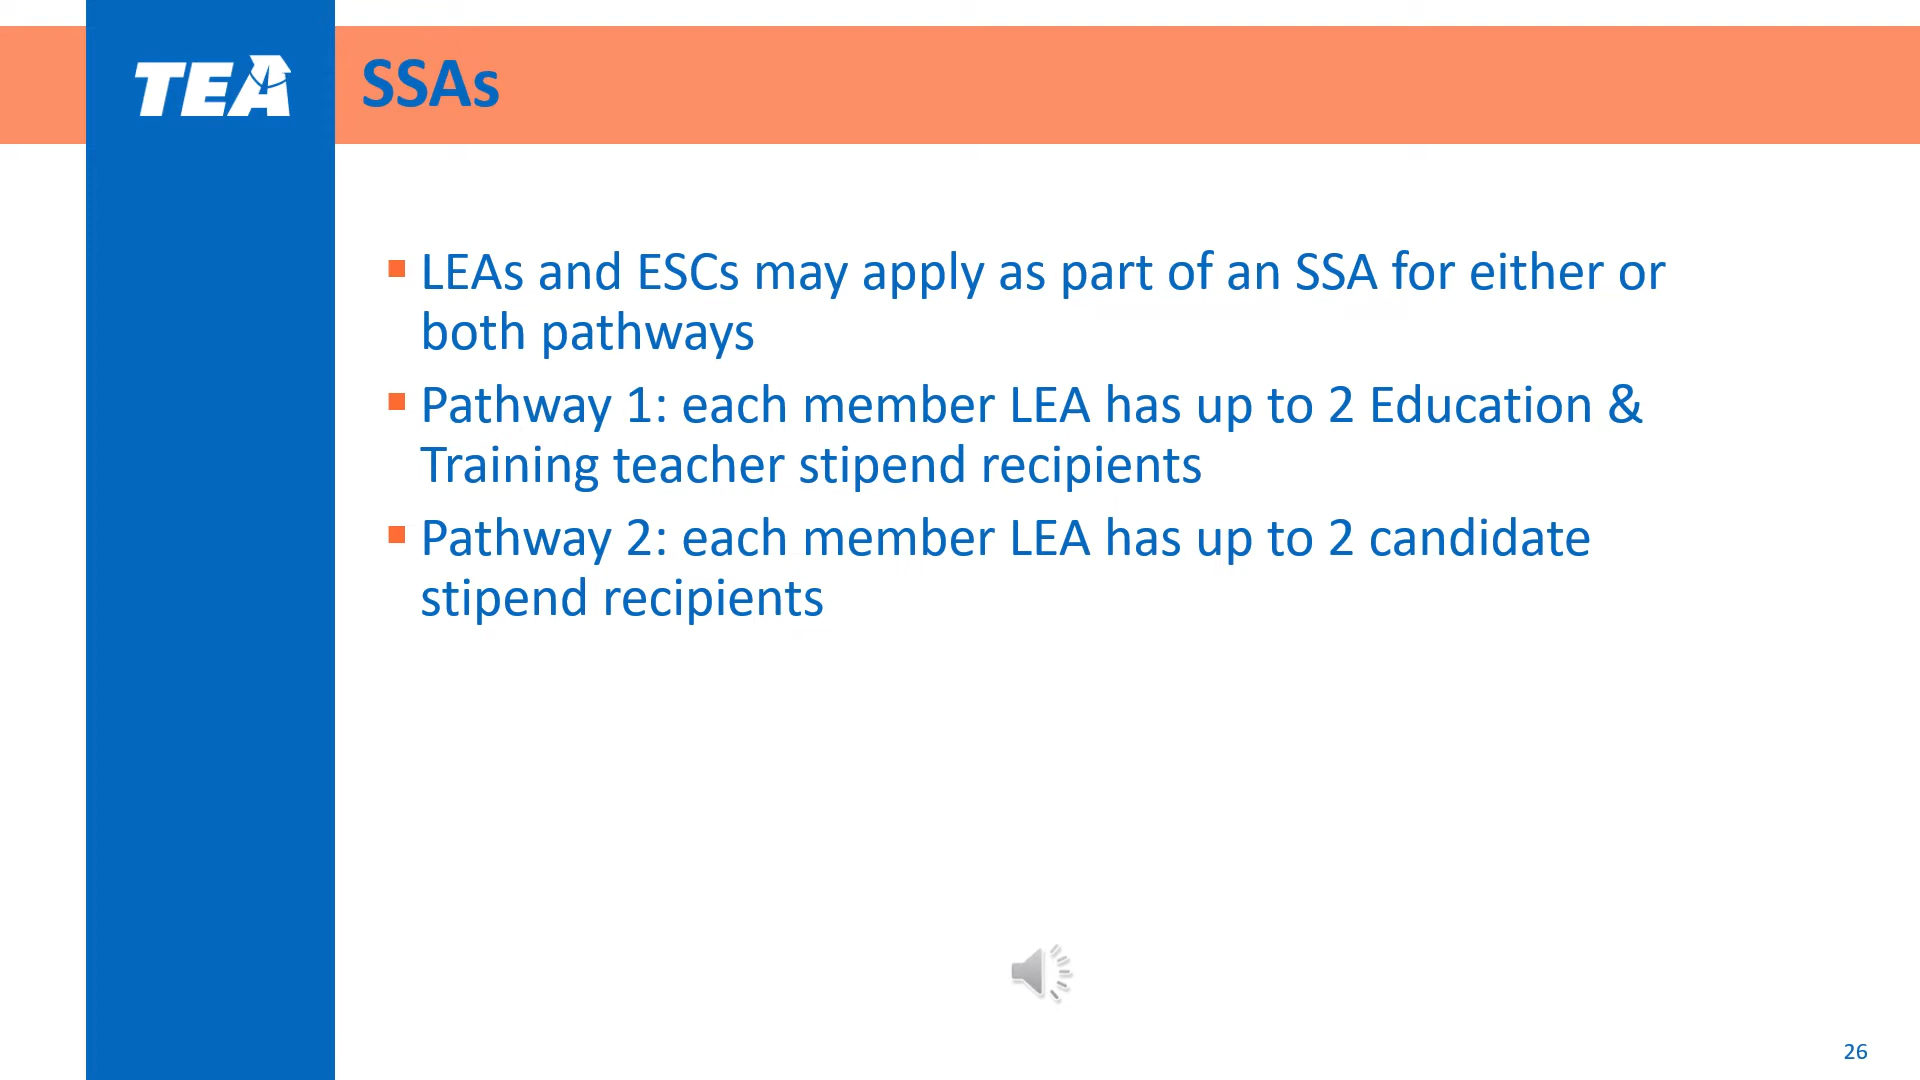 TEA
SSAs
▪ LEAs and ESCs may apply as part of an SSA for either or
both pathways
▪ Pathway 1: each member LEA has up to 2 Education &
Training teacher stipend recipients
▪ Pathway 2: each member LEA has up to 2 candidate
stipend recipients
26